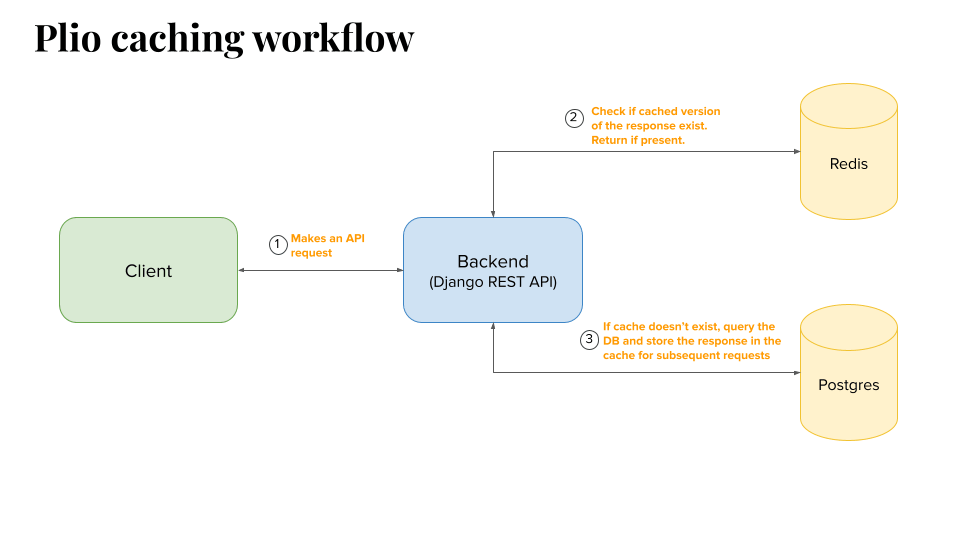 Plio caching workflow
2
Check if cached version
of the response exist.
Return if present.
Redis
1
Makes an API
request
Client
Backend
(Django REST API)
3
If cache doesn't exist, query the
DB and store the response in the
cache for subsequent requests
Postgres